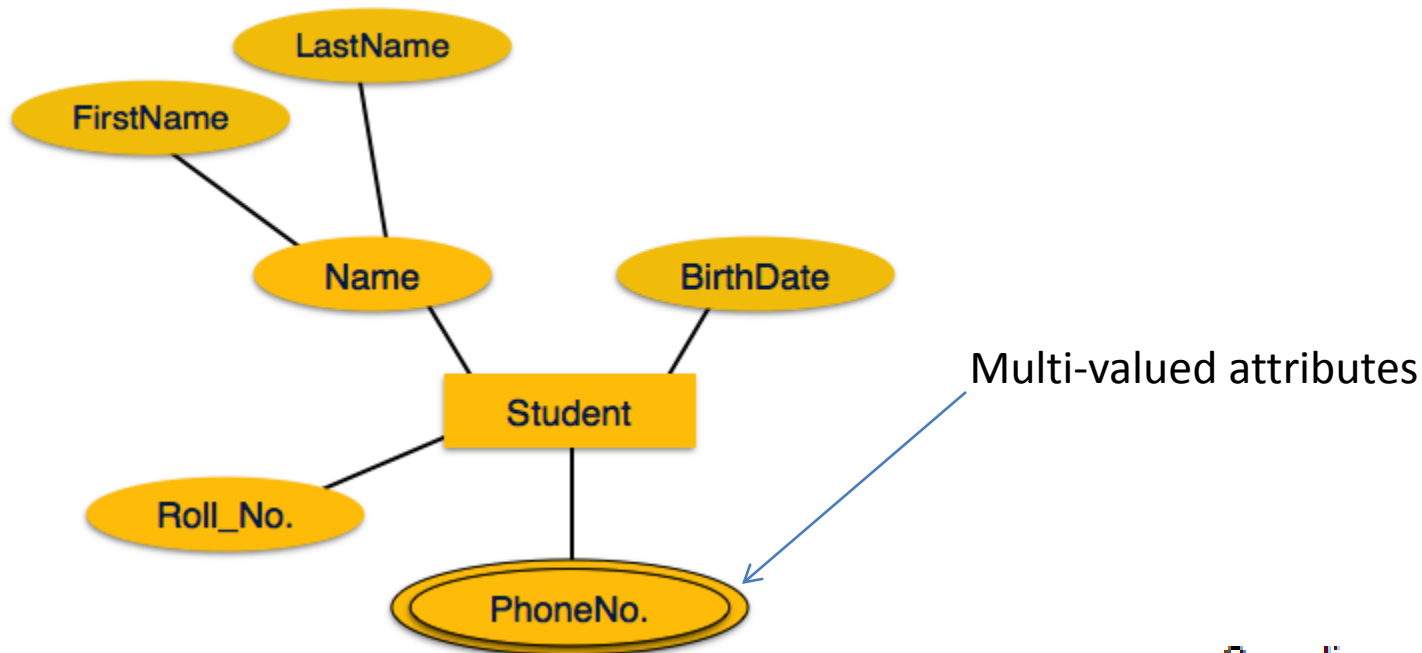 LastName
FirstName
Name
BirthDate
Multi-valued attributes
Student
Roll_No.
PhoneNo.